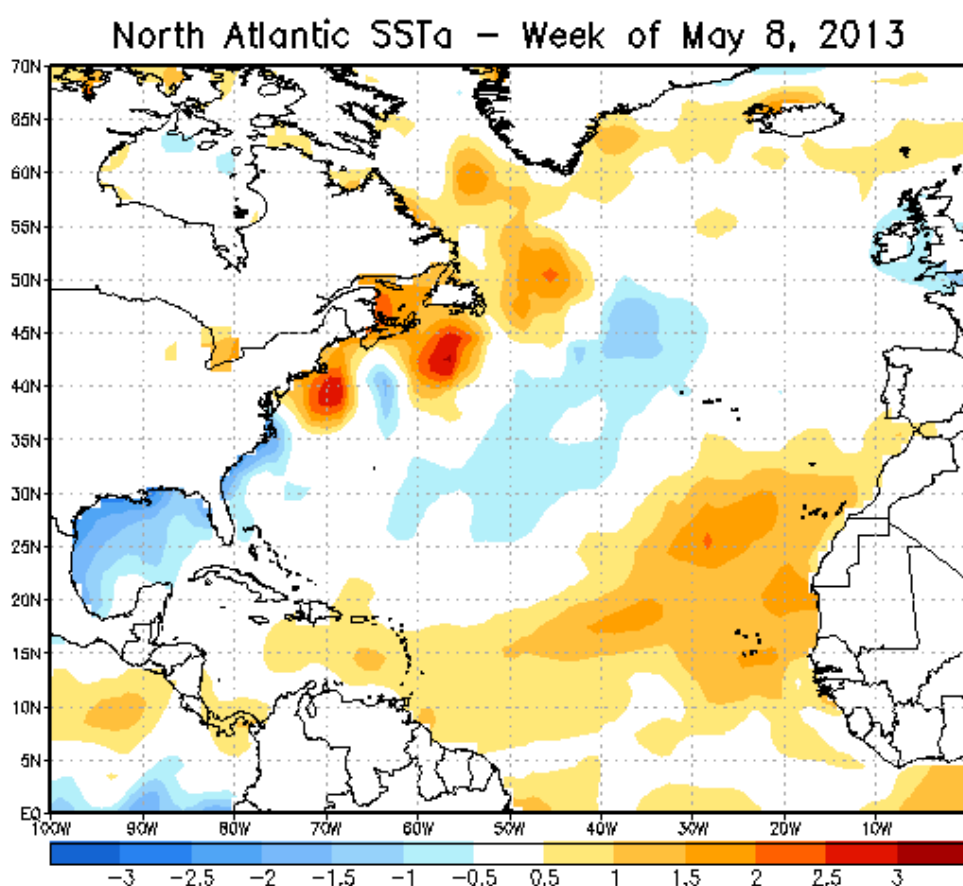 North Atlantic SSTa – Week of May 8, 2013
70N
65N
60N
55N
50N
45N
40N
35N
30N
25N
20N
15N
10N
5N
EQ
100W 90W 80W 70W 60W 50W 40W 30W 20W 10W
-3 -2.5 -2 -1.5 -1 -0.5 0.5 1 1.5 2 2.5 3